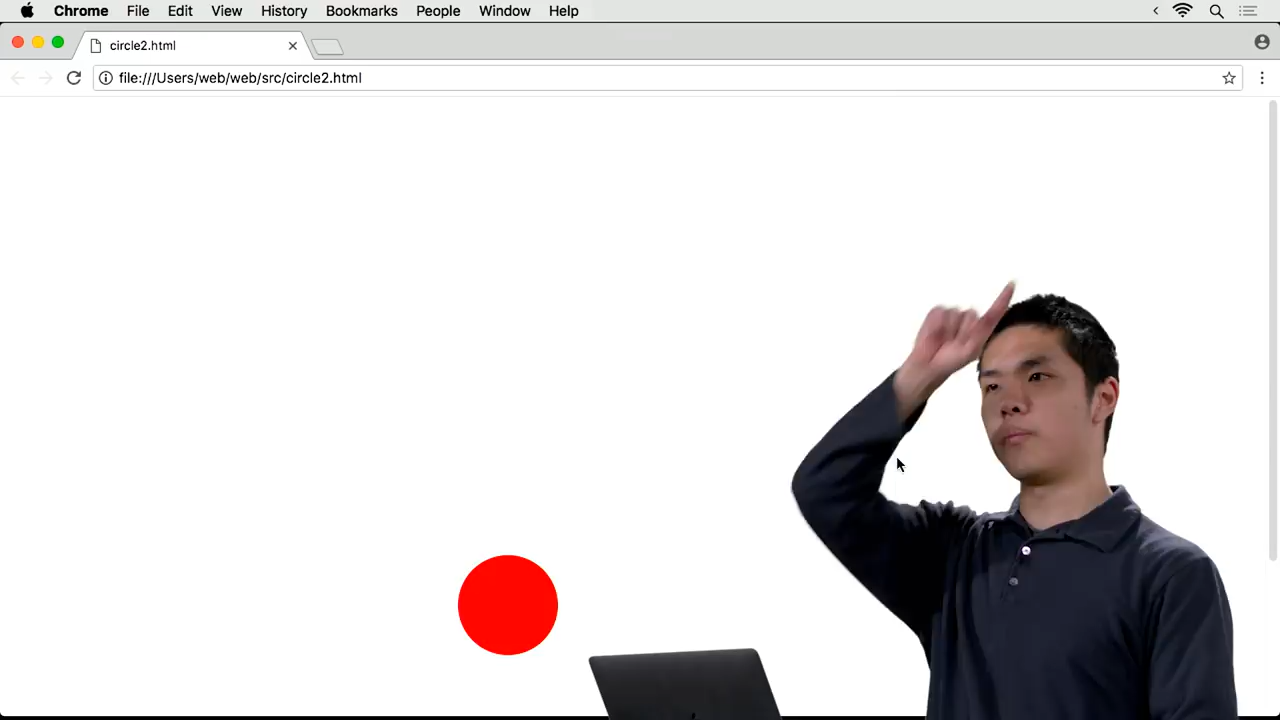 Chrome File Edit View History Bookmarks People Window Help
circle2.html
file:///Users/web/web/src/circle2.html